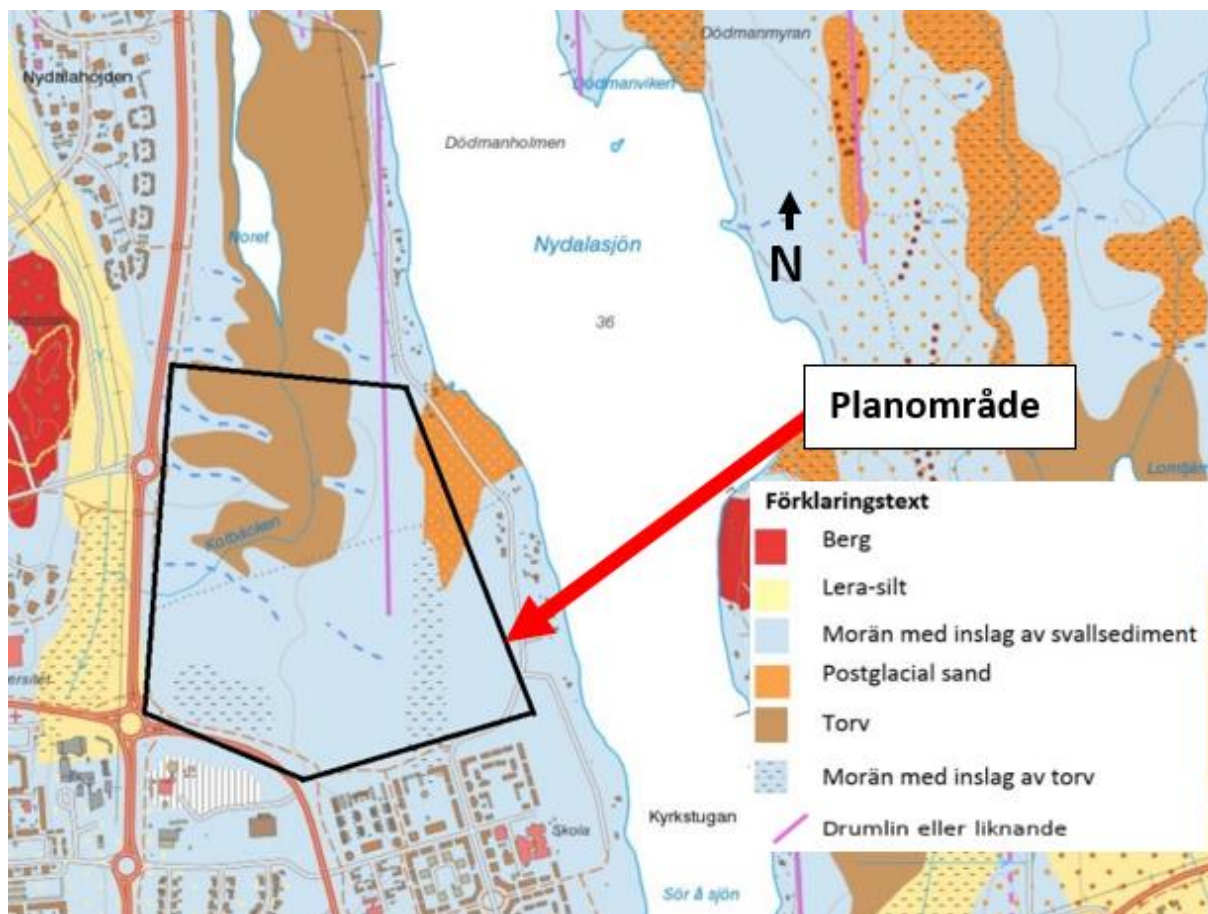 Dödmanmyran
Nydalahöjden
Dödmanviken
Dödmanholmen
Noret
Nydalasjön
N
36
Planområde
Kolbäcken
Förklaringstext
Berg
Lera-silt
Morän med inslag av svallsediment
Postglacial sand
Torv
Morän med inslag av torv
Drumlin eller liknande
ersitet
Kyrkstugan
Skola
Sör å sjön